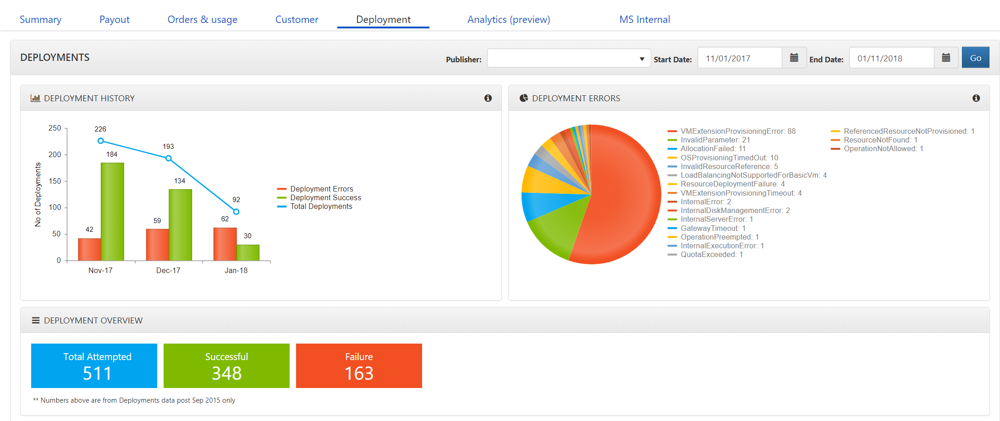 Summary Payout Orders & usage Customer Deployment Analytics (preview) MS Internal
DEPLOYMENTS
Publisher: Start Date: 11/01/2017 End Date: 01/11/2018 Go
DEPLOYMENT HISTORY
No of Deployments
250
200
150
100
50
0
226
193
92
184
134
30
42
59
62
Nov-17 Dec-17 Jan-18
Deployment Errors
Deployment Success
Total Deployments
DEPLOYMENT ERRORS
VMExtensionProvisioningError: 88
InvalidParameter: 21
AllocationFailed: 11
OSProvisioningTimedOut: 10
InvalidResourceReference: 5
LoadBalancingNotSupportedForBasicVm: 4
ResourceDeploymentFailure: 4
VMExtensionProvisioningTimeout: 4
InternalError: 2
InternalDiskManagementError: 2
InternalServerError: 1
GatewayTimeout: 1
OperationPreempted: 1
InternalExecutionError: 1
QuotaExceeded: 1
ReferencedResourceNotProvisioned: 1
ResourceNotFound: 1
OperationNotAllowed: 1
DEPLOYMENT OVERVIEW
Total Attempted
511
Successful
348
Failure
163
** Numbers above are from Deployments data post Sep 2015 only